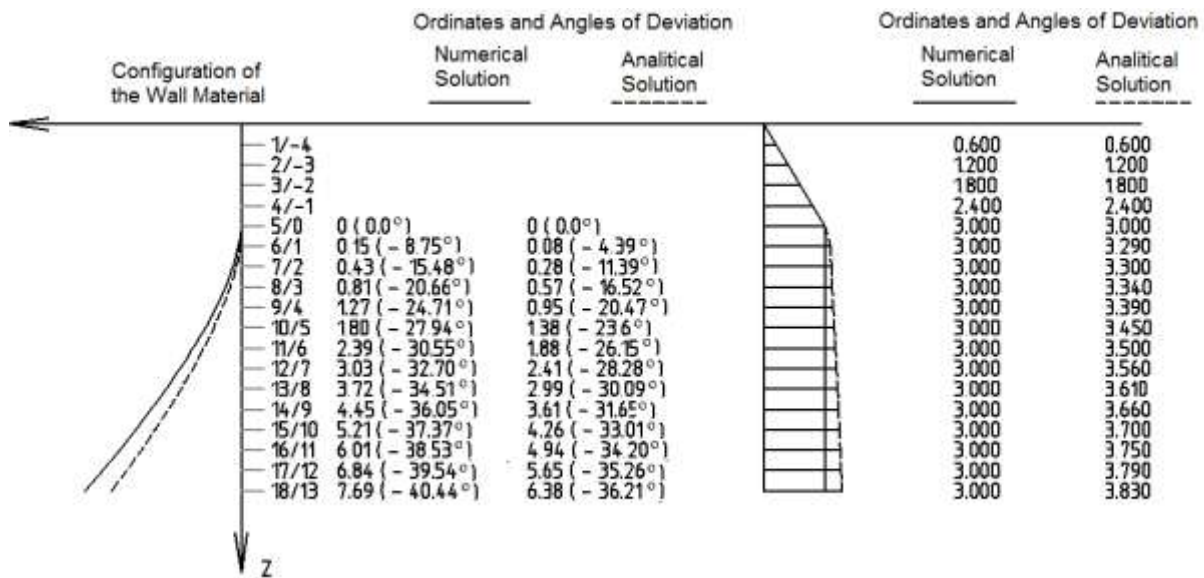 Ordinates and Angles of Deviation Ordinates and Angles of Deviation
Configuration of the Wall Material Numerical Solution Analitical Solution Numerical Solution Analitical Solution
1/-4 0.600 0.600
2/-3 1.200 1.200
3/-2 1.800 1.800
4/-1 2.400 2.400
5/0 0 ( 0.0°) 0 ( 0.0°) 3.000 3.000
6/1 0.15 ( - 8.75°) 0.08 ( - 4.39°) 3.000 3.290
7/2 0.43 ( - 15.48°) 0.28 ( - 11.39°) 3.000 3.300
8/3 0.81 ( - 20.66°) 0.57 ( - 16.52°) 3.000 3.340
9/4 1.27 ( - 24.71°) 0.95 ( - 20.47°) 3.000 3.390
10/5 1.80 ( - 27.94°) 1.38 ( - 23.6° ) 3.000 3.450
11/6 2.39 ( - 30.55°) 1.88 ( - 26.15°) 3.000 3.500
12/7 3.03 ( - 32.70°) 2.41 ( - 28.28°) 3.000 3.560
13/8 3.72 ( - 34.51°) 2.99 ( - 30.09°) 3.000 3.610
14/9 4.45 ( - 36.05°) 3.61 ( - 31.65°) 3.000 3.660
15/10 5.21 ( - 37.37°) 4.26 ( - 33.01°) 3.000 3.700
16/11 6.01 ( - 38.53°) 4.94 ( - 34.20°) 3.000 3.750
17/12 6.84 ( - 39.54°) 5.65 ( - 35.26°) 3.000 3.790
18/13 7.69 ( - 40.44°) 6.38 ( - 36.21°) 3.000 3.830
Z